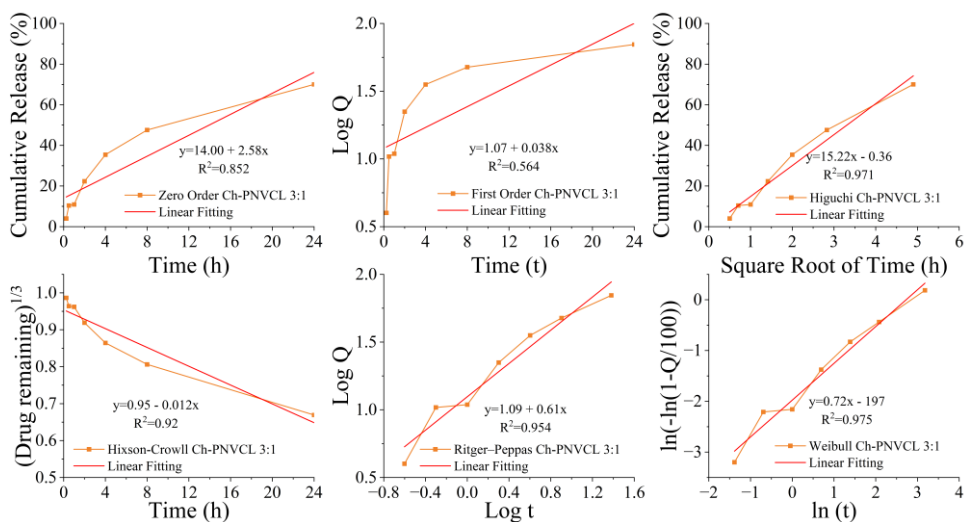 100
80
60
40
20
0
Cumulative Release (%)
y=14.00 + 2.58x
R²=0.852
Zero Order Ch-PNVCL 3:1
Linear Fitting
0 4 8 12 16 20 24
Time (h)
2.0
1.5
1.0
0.5
0.0
Log Q
y=1.07 + 0.038x
R²=0.564
First Order Ch-PNVCL 3:1
Linear Fitting
0 4 8 12 16 20 24
Time (t)
100
80
60
40
20
0
Cumulative Release (%)
y=15.22x - 0.36
R²=0.971
Higuchi Ch-PNVCL 3:1
Linear Fitting
0 1 2 3 4 5 6
Square Root of Time (h)
1.0
0.9
0.8
0.7
0.6
0.5
(Drug remaining)^1/3
y=0.95 - 0.012x
R²=0.92
Hixson-Crowll Ch-PNVCL 3:1
Linear Fitting
0 4 8 12 16 20 24
Time (h)
2.0
1.5
1.0
0.5
Log Q
y=1.09 + 0.61x
R²=0.954
Ritger–Peppas Ch-PNVCL 3:1
Linear Fitting
−0.8 −0.4 0.0 0.4 0.8 1.2 1.6
Log t
0
−1
−2
−3
ln(-ln(1-Q/100))
y=0.72x - 197
R²=0.975
Weibull Ch-PNVCL 3:1
Linear Fitting
−2 −1 0 1 2 3 4
ln (t)